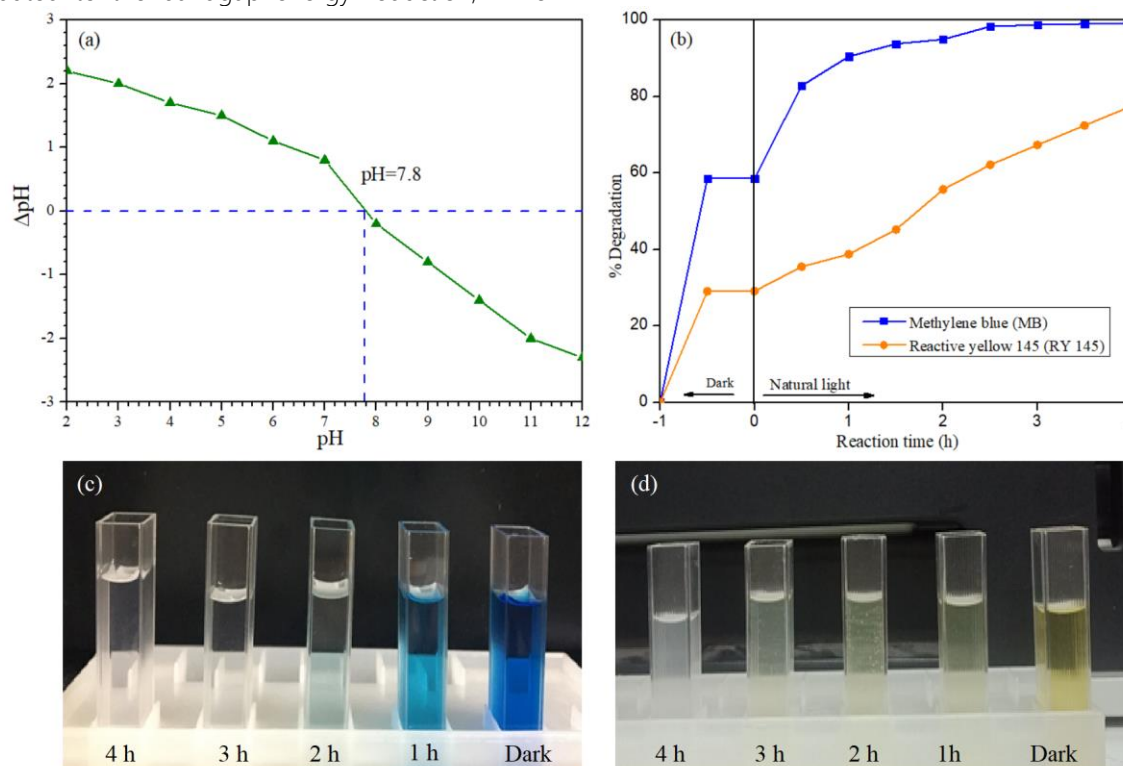 (a)
3
2
1
0
-1
-2
-3
ΔpH
pH=7.8
2 3 4 5 6 7 8 9 10 11 12
pH
(b)
100
80
60
40
20
0
% Degradation
Methylene blue (MB)
Reactive yellow 145 (RY 145)
Dark
Natural light
-1 0 1 2 3
Reaction time (h)
(c)
4 h 3 h 2 h 1 h Dark
(d)
4 h 3 h 2 h 1h Dark